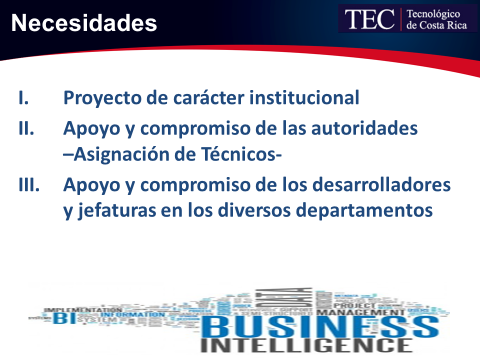 Necesidades
TEC | Tecnológico
de Costa Rica
I. Proyecto de carácter institucional
II. Apoyo y compromiso de las autoridades
–Asignación de Técnicos-
III. Apoyo y compromiso de los desarrolladores
y jefaturas en los diversos departamentos
DATA
IMPLEMENTATION
PROJECT
BI INFORMATION
MANAGEMENT
SYSTEM
BUSINESS
INTELLIGENCE